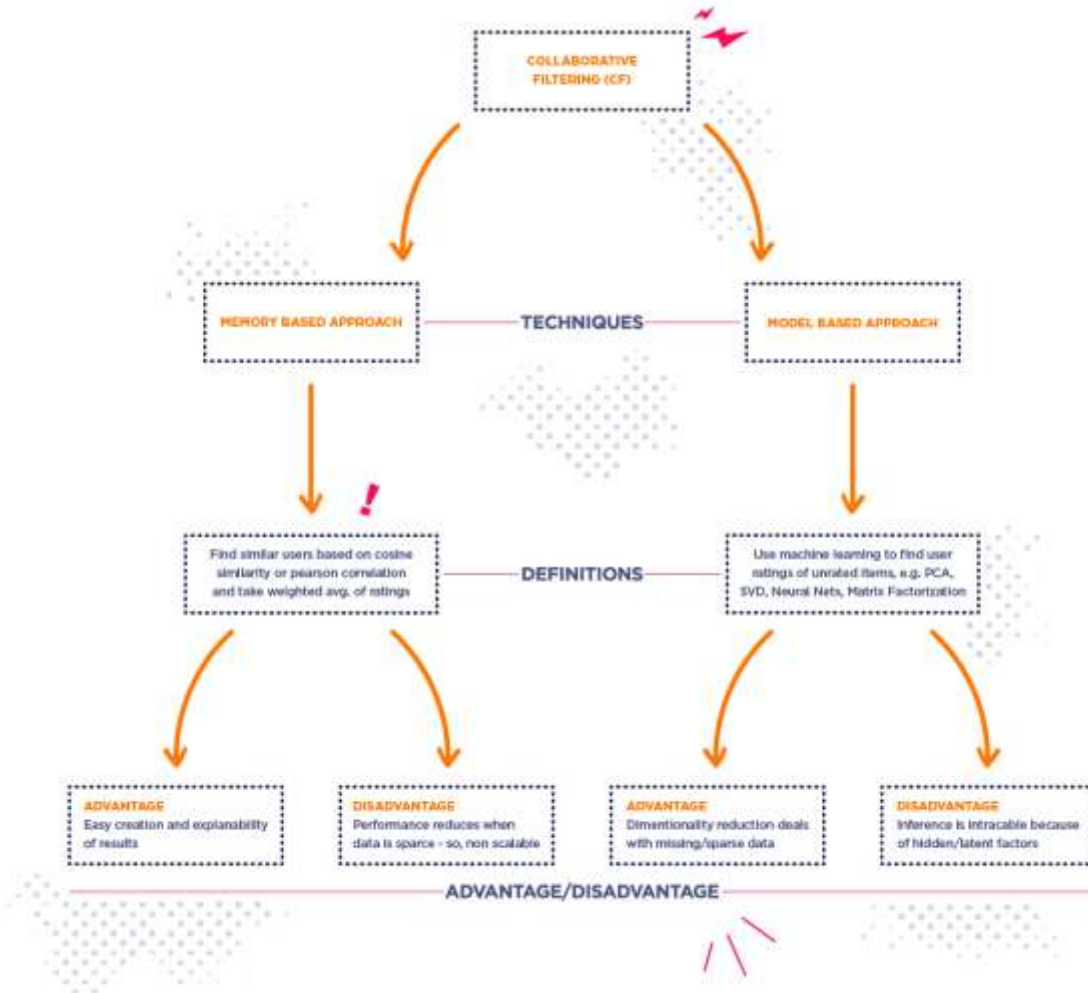 COLLABORATIVE
FILTERING (CF)
MEMORY BASED APPROACH
TECHNIQUES
MODEL BASED APPROACH
Find similar users based on cosine
similarity or pearson correlation
and take weighted avg. of ratings
DEFINITIONS
Use machine learning to find user
ratings of unrated items, e.g. PCA,
SVD, Neural Nets, Matrix Factorization
ADVANTAGE
Easy creation and explanability
of results
DISADVANTAGE
Performance reduces when
data is sparce - so, non scalable
ADVANTAGE
Dimentionality reduction deals
with missing/sparse data
DISADVANTAGE
Inference is intracable because
of hidden/latent factors
ADVANTAGE/DISADVANTAGE